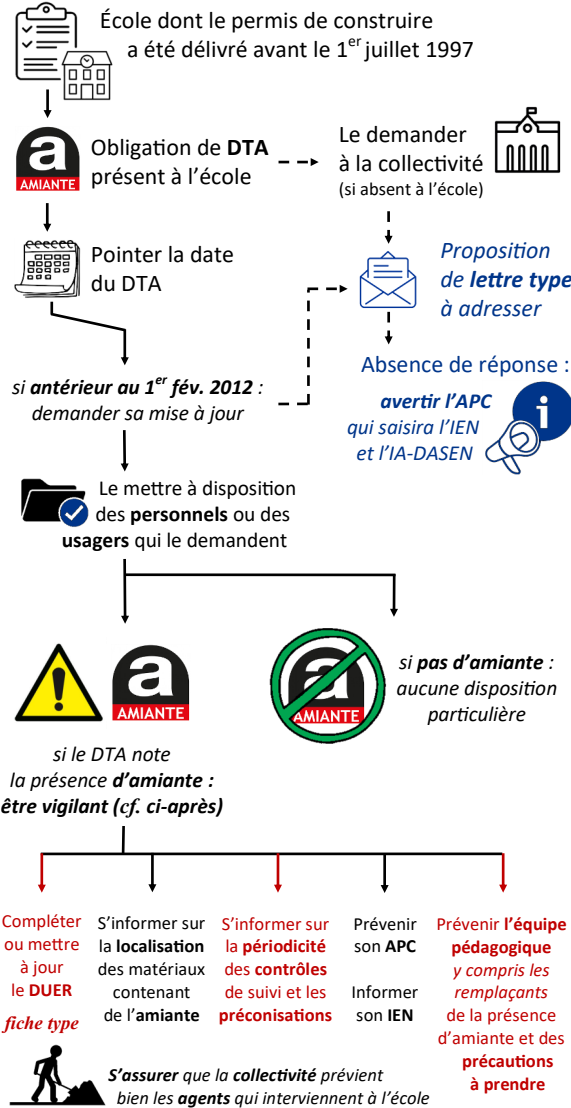 École dont le permis de construire
a été délivré avant le 1er juillet 1997
a
AMIANTE
Obligation de DTA
présent à l'école
Le demander
à la collectivité
(si absent à l'école)
Pointer la date
du DTA
Proposition
de lettre type
à adresser
si antérieur au 1er fév. 2012 :
demander sa mise à jour
Absence de réponse :
avertir l'APC
qui saisira l'IEN
et l'IA-DASEN
i
Le mettre à disposition
des personnels ou des
usagers qui le demandent
a
AMIANTE
si le DTA note
la présence d'amiante :
être vigilant (cf. ci-après)
a
AMIANTE
si pas d'amiante :
aucune disposition
particulière
Compléter
ou mettre
à jour
le DUER
fiche type
S'informer sur
la localisation
des matériaux
contenant
de l'amiante
S'informer sur
la périodicité
des contrôles
de suivi et les
préconisations
Prévenir
son APC
Informer
son IEN
Prévenir l'équipe
pédagogique
y compris les
remplaçants
de la présence
d'amiante et des
précautions
à prendre
S'assurer que la collectivité prévient
bien les agents qui interviennent à l'école